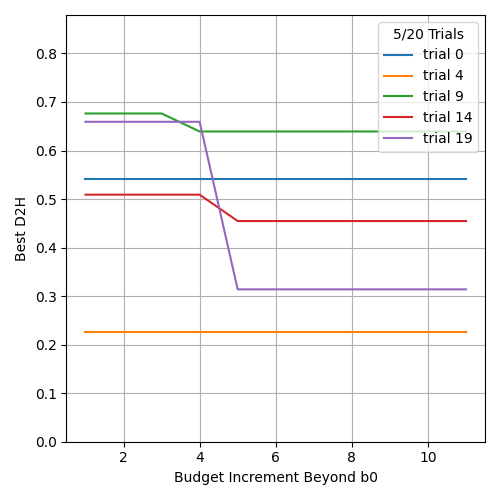 5/20 Trials
trial 0
trial 4
trial 9
trial 14
trial 19
Best D2H
0.8
0.7
0.6
0.5
0.4
0.3
0.2
0.1
0.0
2 4 6 8 10
Budget Increment Beyond b0